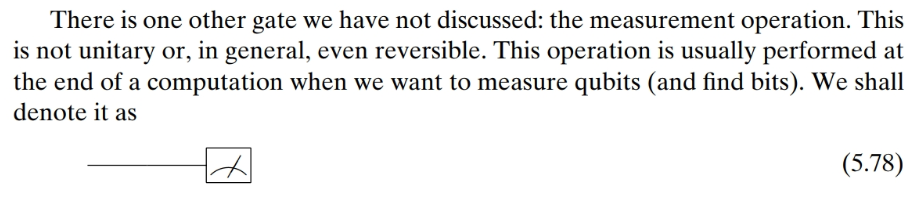 There is one other gate we have not discussed: the measurement operation. This
is not unitary or, in general, even reversible. This operation is usually performed at
the end of a computation when we want to measure qubits (and find bits). We shall
denote it as
(5.78)